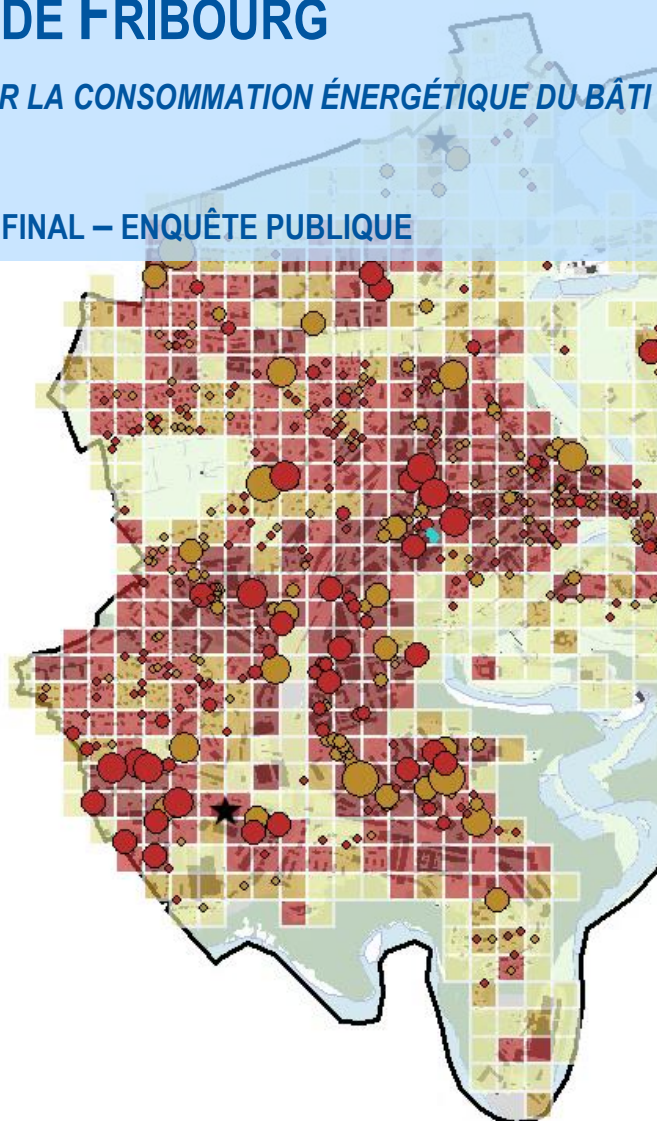 DE FRIBOURG
R LA CONSOMMATION ÉNERGÉTIQUE DU BÂTI
FINAL – ENQUÊTE PUBLIQUE